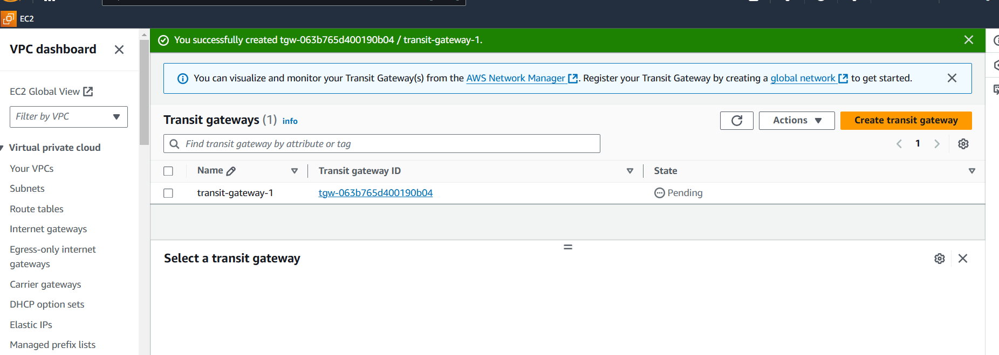 EC2
VPC dashboard
EC2 Global View
Filter by VPC
Virtual private cloud
Your VPCs
Subnets
Route tables
Internet gateways
Egress-only internet
gateways
Carrier gateways
DHCP option sets
Elastic IPs
Managed prefix lists
You successfully created tgw-063b765d400190b04 / transit-gateway-1.
You can visualize and monitor your Transit Gateway(s) from the AWS Network Manager. Register your Transit Gateway by creating a global network to get started.
Transit gateways (1) info
Actions
Create transit gateway
Find transit gateway by attribute or tag
1
Name Transit gateway ID State
transit-gateway-1 tgw-063b765d400190b04 Pending
Select a transit gateway